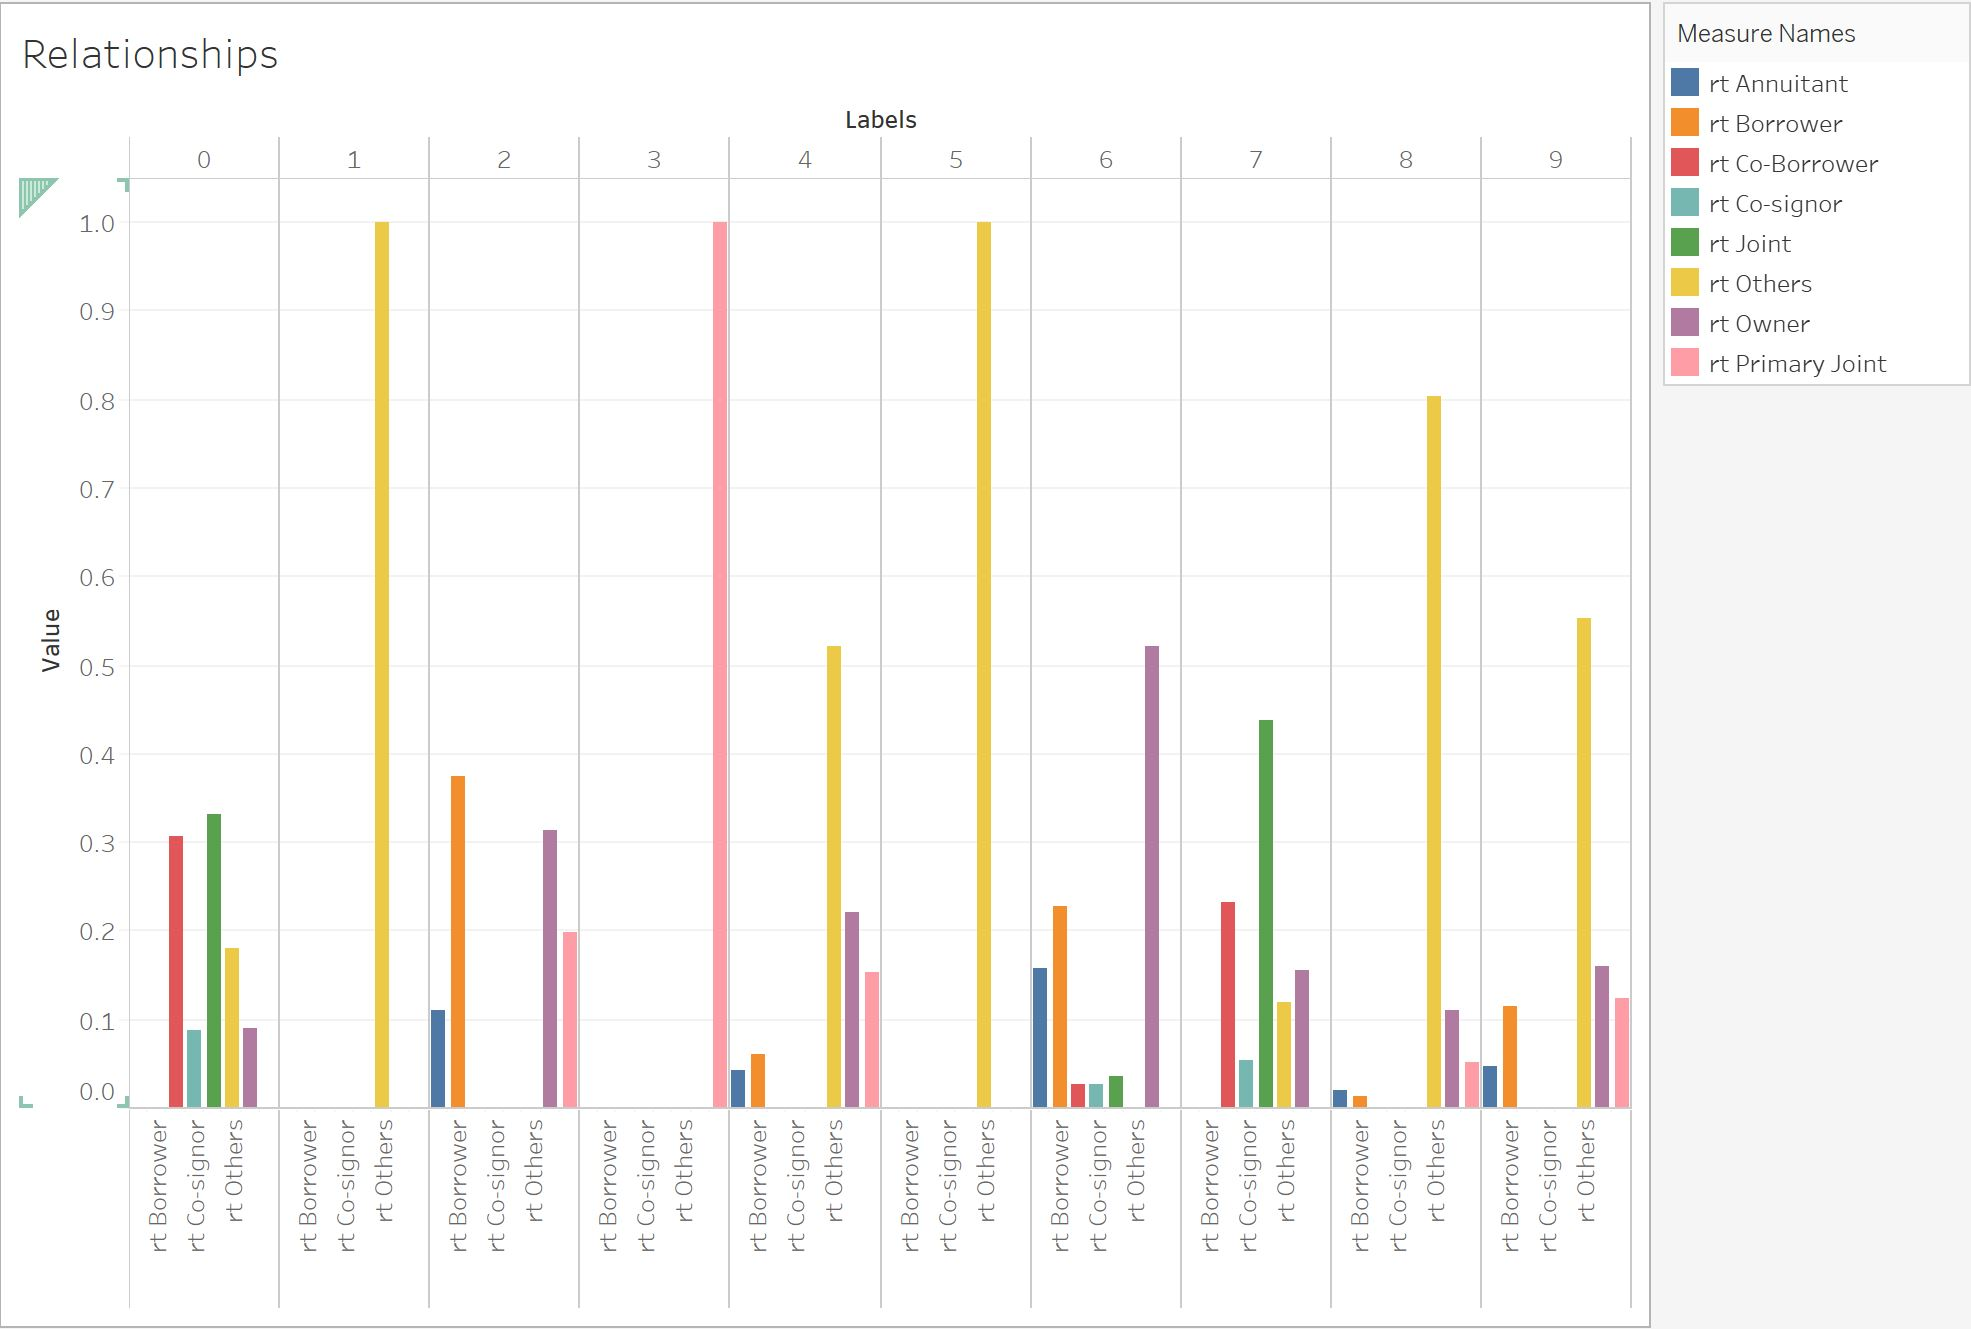 Relationships
Labels
0 1 2 3 4 5 6 7 8 9
1.0
0.9
0.8
0.7
0.6
0.5
0.4
0.3
0.2
0.1
0.0
Value
rt Borrower rt Co-signor rt Others rt Borrower rt Co-signor rt Others rt Borrower rt Co-signor rt Others rt Borrower rt Co-signor rt Others rt Borrower rt Co-signor rt Others rt Borrower rt Co-signor rt Others rt Borrower rt Co-signor rt Others rt Borrower rt Co-signor rt Others rt Borrower rt Co-signor rt Others rt Borrower rt Co-signor rt Others
Measure Names
rt Annuitant
rt Borrower
rt Co-Borrower
rt Co-signor
rt Joint
rt Others
rt Owner
rt Primary Joint